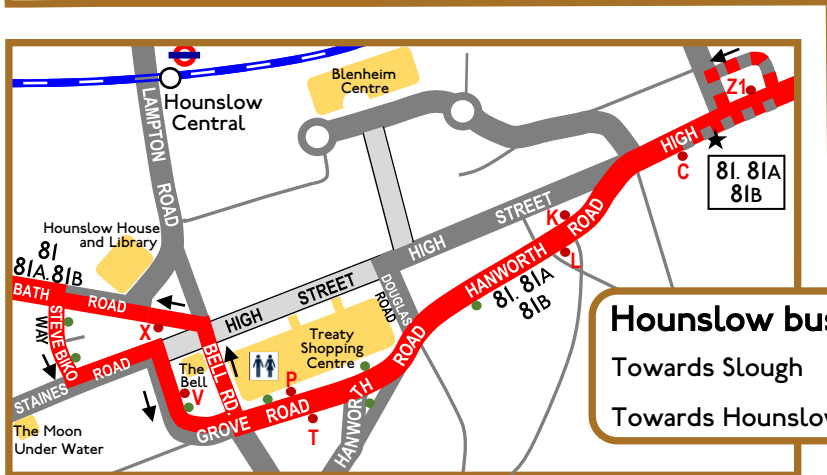 Blenheim
Centre
Z1
Hounslow
Central
LAMPTON
ROAD
HIGH
C
81. 81A
81B
STREET
HIGH
K
ROAD
L
HANWORTH
81. 81A
81B
Hounslow House
and Library
81
81A.81B
BATH
ROAD
X
HIGH
STREET
DOUGLAS
ROAD
STEVE BIKO
WAY
Treaty
Shopping
Centre
ROAD
The
Bell
V
BELL RD.
P
ROAD
STAINES
ROAD
GROVE
T
HANWORTH
The Moon
Under Water
Hounslow bus
Towards Slough
Towards Hounslow